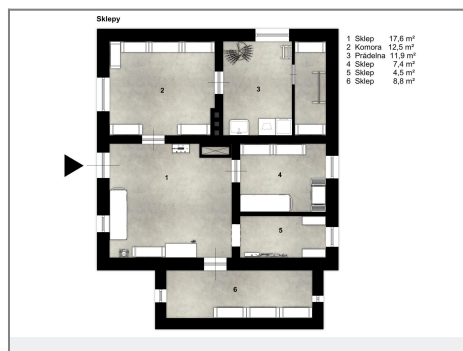 Sklepy
1 Sklep 17,6 m²
2 Komora 12,5 m²
3 Prádelna 11,9 m²
4 Sklep 7,4 m²
5 Sklep 4,5 m²
6 Sklep 8,8 m²
2
3
1
4
5
6